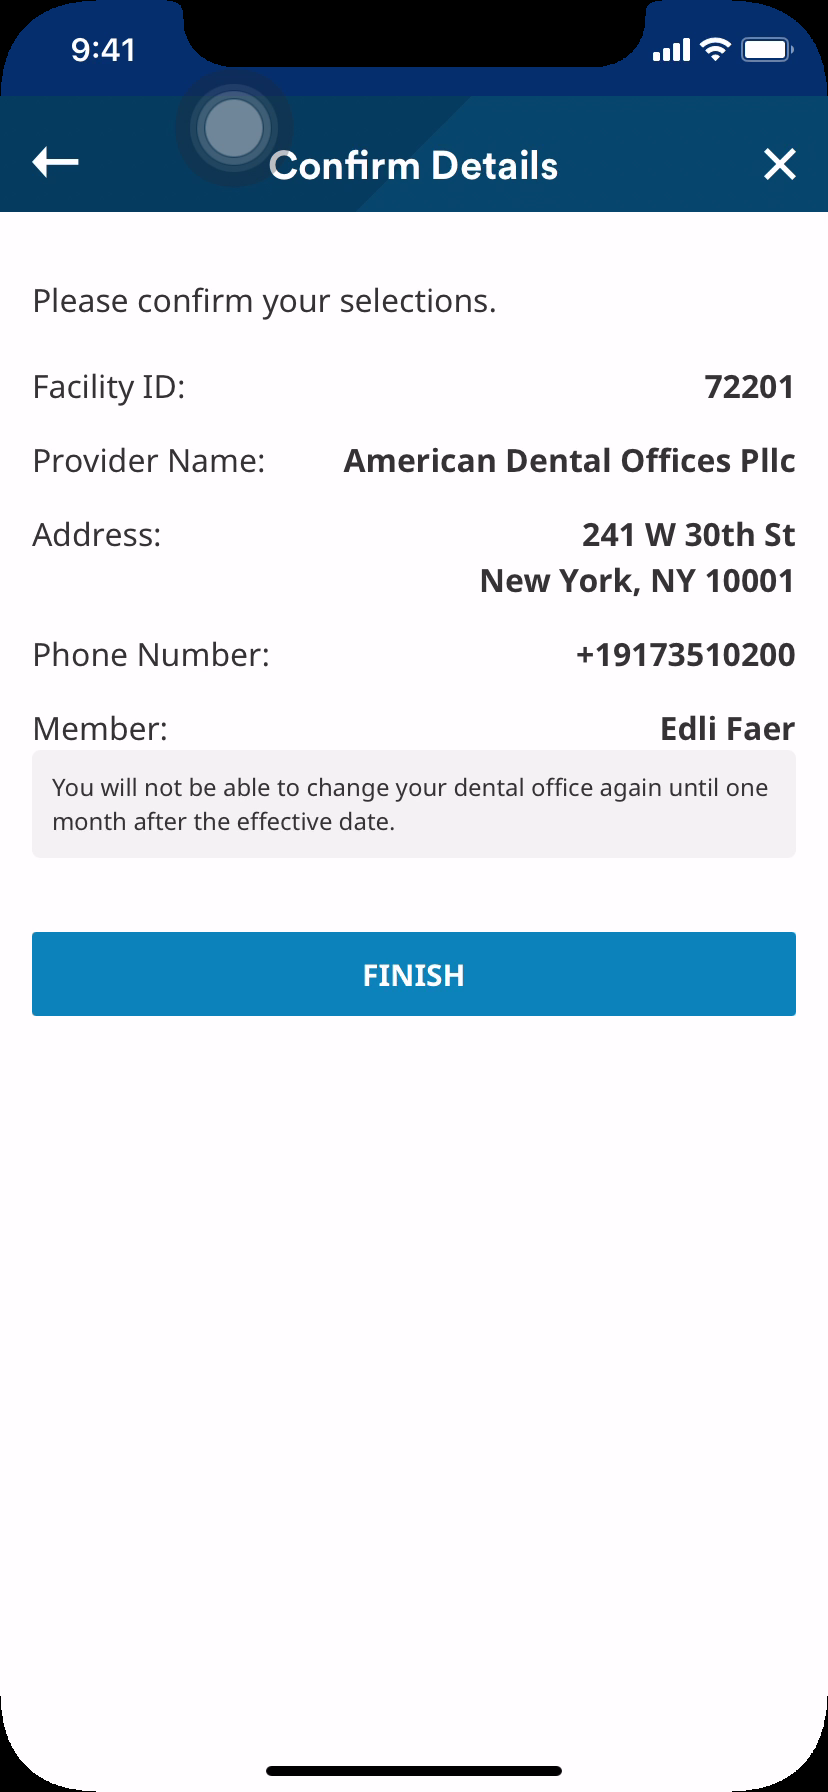 9:41
Confirm Details
Please confirm your selections.
Facility ID: 72201
Provider Name: American Dental Offices Pllc
Address: 241 W 30th St
New York, NY 10001
Phone Number: +19173510200
Member: Edli Faer
You will not be able to change your dental office again until one
month after the effective date.
FINISH